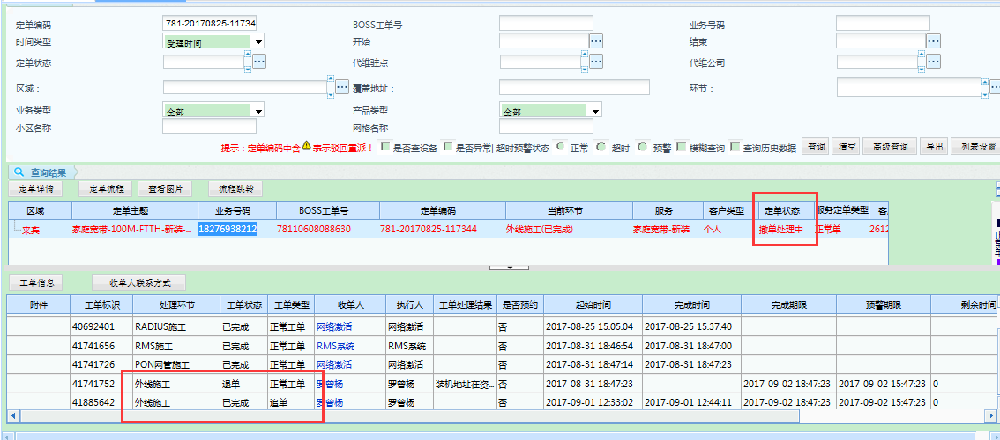 定单编码 781-20170825-117344 BOSS工单号 业务号码
时间类型 受理时间 开始 结束
定单状态 代维驻点 代维公司
区域： 覆盖地址： 环节：
业务类型 全部 产品类型 全部
小区名称 网格名称
提示：定单编码中含 表示驳回重派！ 是否查设备 是否异常| 超时预警状态 正常 超时 预警 模糊查询 查询历史数据 查询 清空 高级查询 导出 列表设置
查询结果
定单详情 定单流程 查看图片 流程跳转
区域 定单主题 业务号码 BOSS工单号 定单编码 当前环节 服务 客户类型 定单状态 服务定单类型
来宾 家庭宽带-100M-FTTH-新装-... 18276938212 78110608088630 781-20170825-117344 外线施工(已完成) 家庭宽带-新装 个人 撤单处理中 正常单 2612
工单信息 收单人联系方式
附件 工单标识 处理环节 工单状态 工单类型 收单人 执行人 工单处理结果 是否预约 起始时间 完成时间 完成期限 预警期限 剩余时间
40692401 RADIUS施工 已完成 正常工单 网络激活 网络激活 否 2017-08-25 15:05:04 2017-08-25 15:37:40
41741656 RMS施工 已完成 正常工单 RMS系统 RMS系统 否 2017-08-31 18:46:54 2017-08-31 18:47:00
41741726 PON网管施工 已完成 正常工单 网络激活 网络激活 否 2017-08-31 18:47:14 2017-08-31 18:47:23
41741752 外线施工 退单 正常工单 罗曾杨 罗曾杨 装机地址在资... 否 2017-08-31 18:47:23 2017-09-02 18:47:23 2017-09-02 15:47:23 0
41885642 外线施工 已完成 追单 罗曾杨 罗曾杨 否 2017-09-01 12:33:02 2017-09-01 12:44:11 2017-09-02 18:47:23 2017-09-02 15:47:23 0